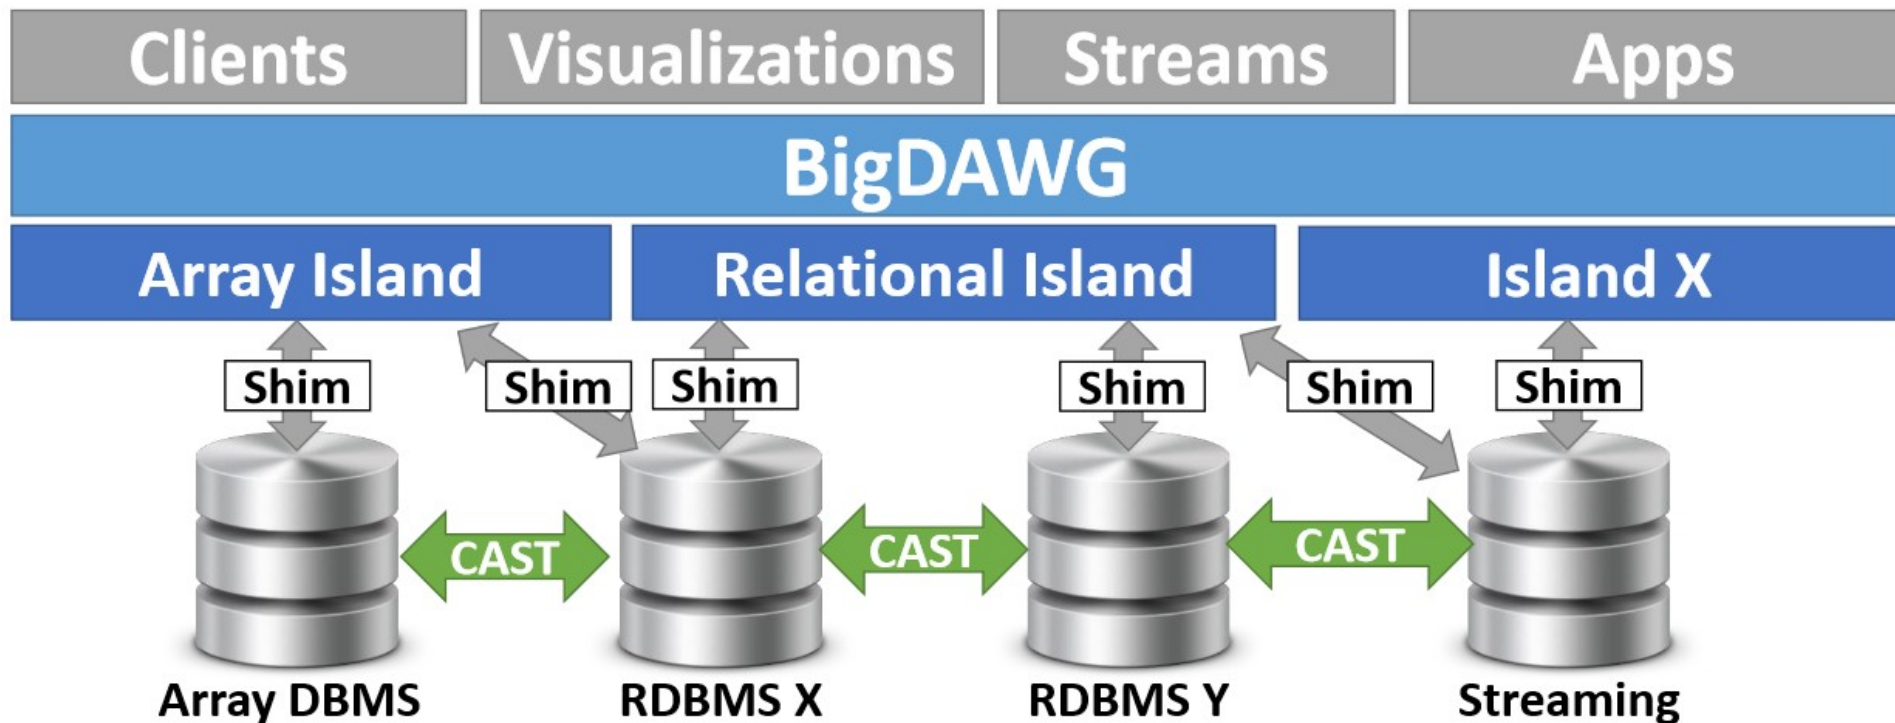 Clients Visualizations Streams Apps
BigDAWG
Array Island Relational Island Island X
Shim Shim Shim Shim Shim Shim
CAST CAST CAST
Array DBMS RDBMS X RDBMS Y Streaming